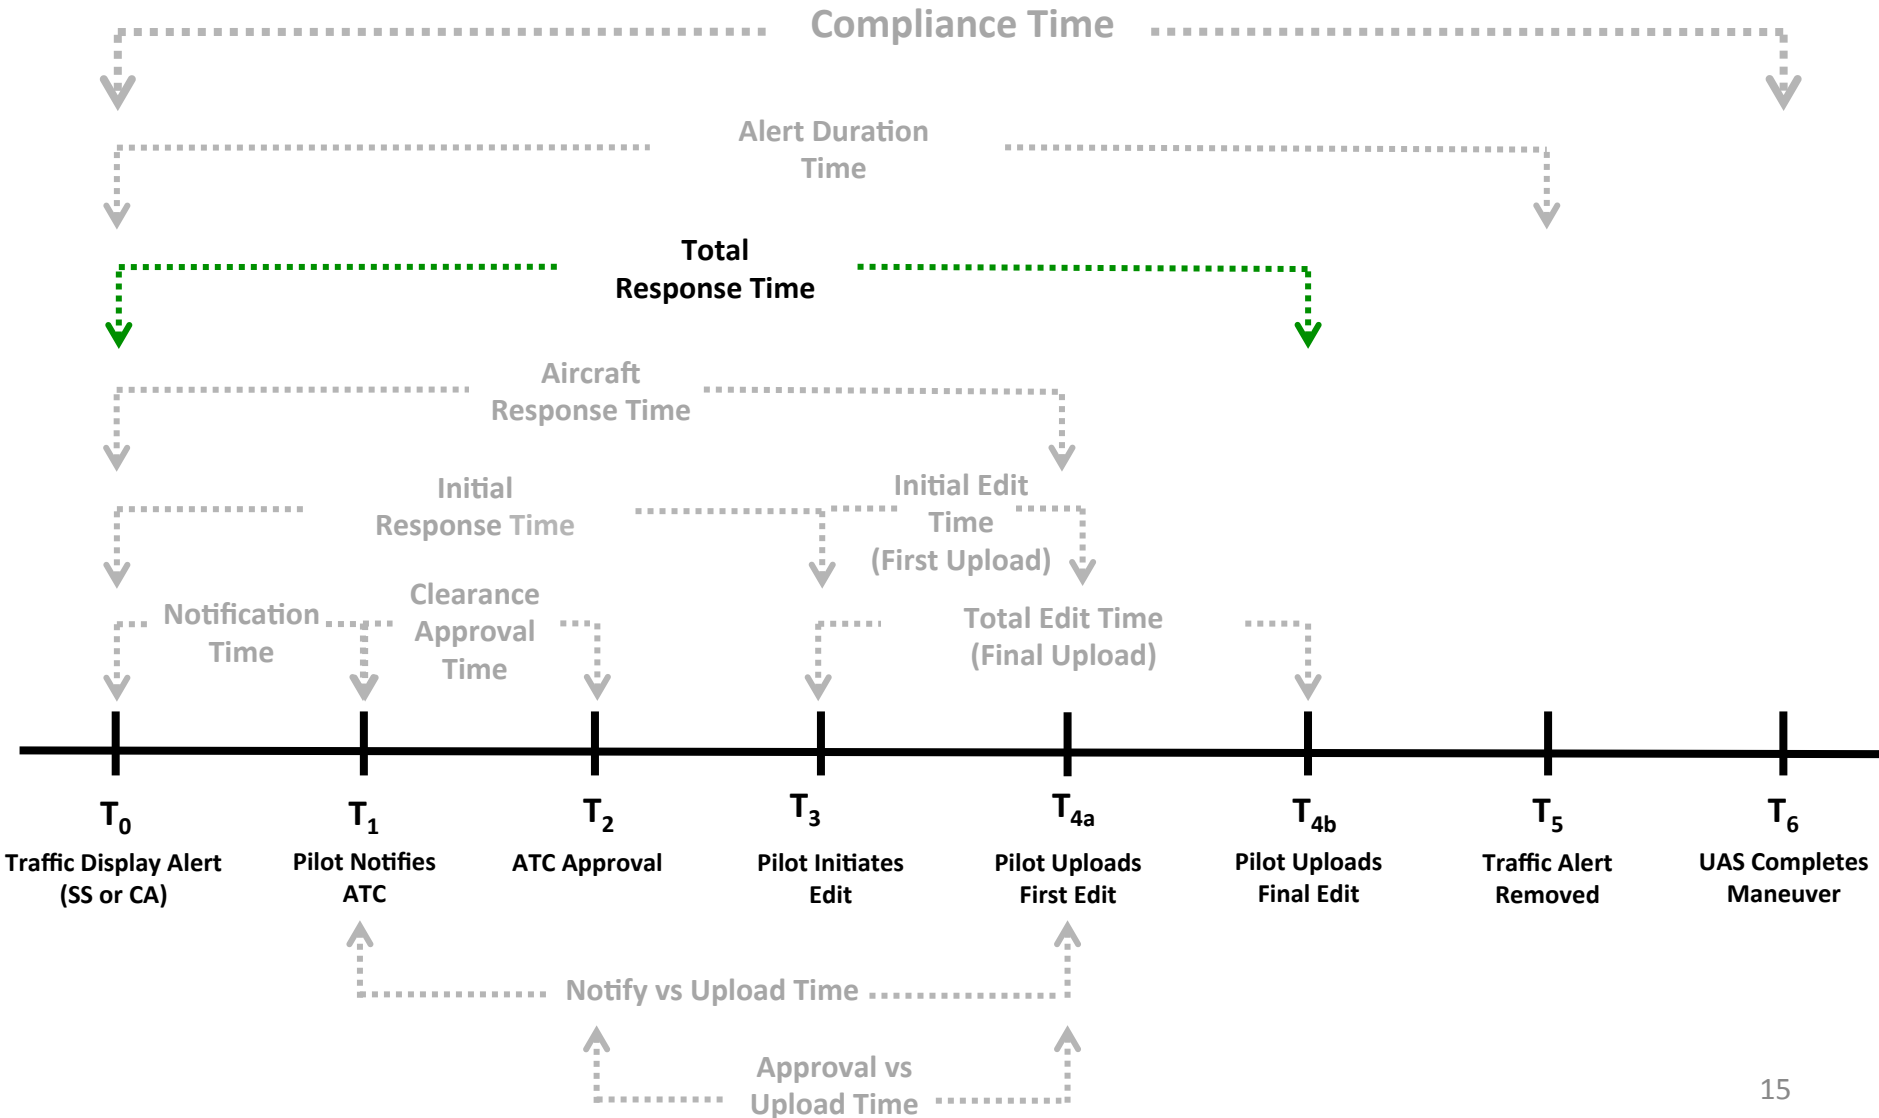 Compliance Time
Alert Duration
Time
Total
Response Time
Aircraft
Response Time
Initial
Response Time
Initial Edit
Time
(First Upload)
Notification
Time
Clearance
Approval
Time
Total Edit Time
(Final Upload)
T0
T1
T2
T3
T4a
T4b
T5
T6
Traffic Display Alert
(SS or CA)
Pilot Notifies
ATC
ATC Approval
Pilot Initiates
Edit
Pilot Uploads
First Edit
Pilot Uploads
Final Edit
Traffic Alert
Removed
UAS Completes
Maneuver
Notify vs Upload Time
Approval vs
Upload Time
15